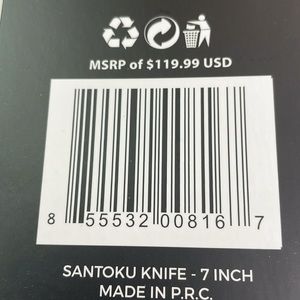 MSRP of $119.99 USD
8 55532 00816 7
SANTOKU KNIFE - 7 INCH
MADE IN P.R.C.